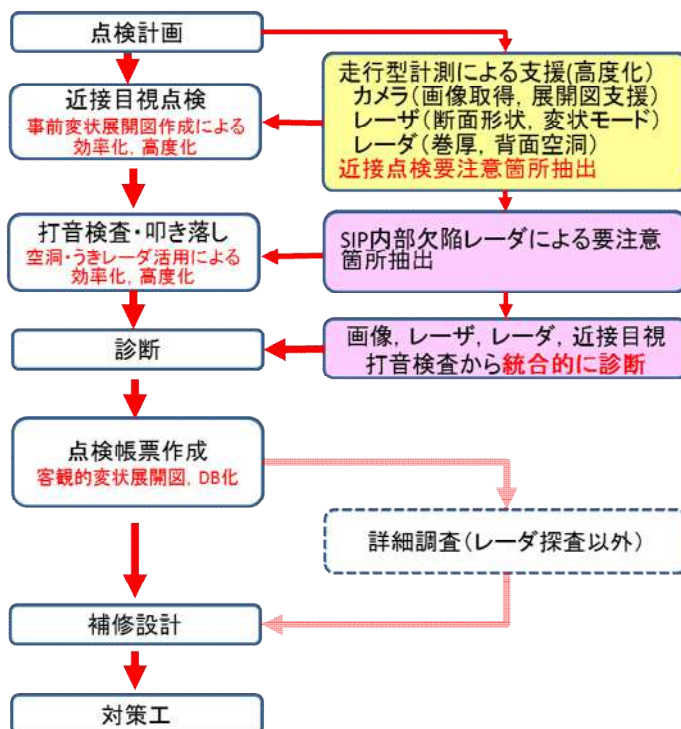 点検計画
走行型計測による支援(高度化)
カメラ(画像取得, 展開図支援)
レーザ(断面形状, 変状モード)
レーダ(巻厚, 背面空洞)
近接点検要注意箇所抽出
近接目視点検
事前変状展開図作成による
効率化, 高度化
打音検査・叩き落し
空洞・うきレーダ活用による
効率化, 高度化
SIP内部欠陥レーダによる要注意
箇所抽出
診断
画像, レーザ, レーダ, 近接目視
打音検査から統合的に診断
点検帳票作成
客観的変状展開図, DB化
詳細調査(レーダ探査以外)
補修設計
対策工